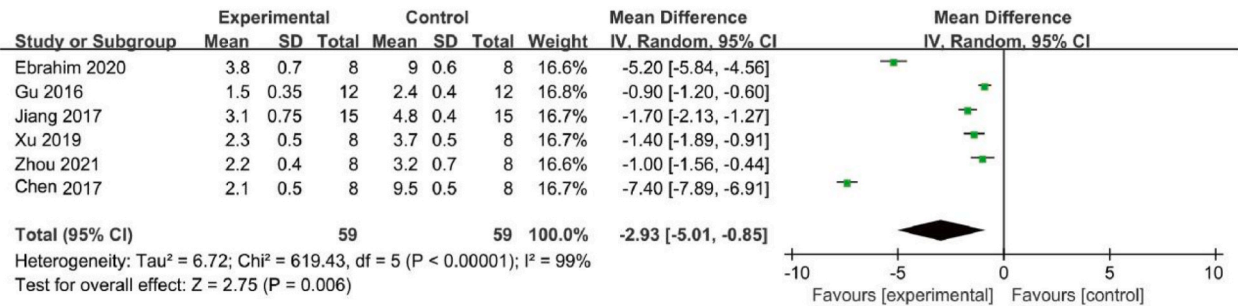 Experimental Control Mean Difference Mean Difference
Study or Subgroup Mean SD Total Mean SD Total Weight IV, Random, 95% CI IV, Random, 95% CI
Ebrahim 2020 3.8 0.7 8 9 0.6 8 16.6% -5.20 [-5.84, -4.56]
Gu 2016 1.5 0.35 12 2.4 0.4 12 16.8% -0.90 [-1.20, -0.60]
Jiang 2017 3.1 0.75 15 4.8 0.4 15 16.7% -1.70 [-2.13, -1.27]
Xu 2019 2.3 0.5 8 3.7 0.5 8 16.7% -1.40 [-1.89, -0.91]
Zhou 2021 2.2 0.4 8 3.2 0.7 8 16.6% -1.00 [-1.56, -0.44]
Chen 2017 2.1 0.5 8 9.5 0.5 8 16.7% -7.40 [-7.89, -6.91]
Total (95% CI) 59 59 100.0% -2.93 [-5.01, -0.85]
Heterogeneity: Tau² = 6.72; Chi² = 619.43, df = 5 (P < 0.00001); I² = 99%
Test for overall effect: Z = 2.75 (P = 0.006)
-10 -5 0 5 10
Favours [experimental] Favours [control]